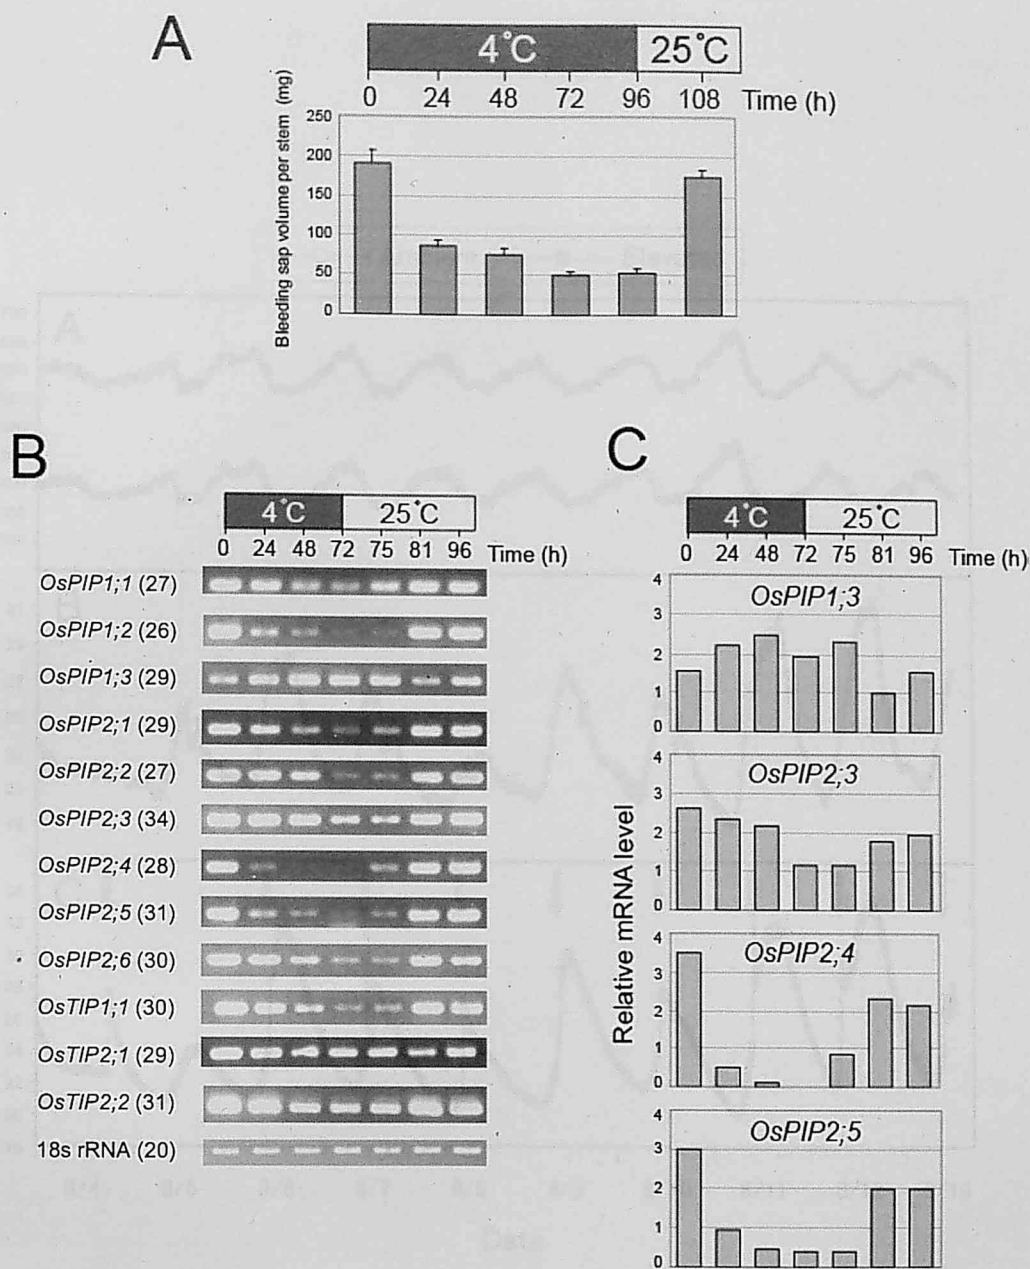 A
4°C 25°C
0 24 48 72 96 108 Time (h)
Bleeding sap volume per stem (mg)
250
200
150
100
50
0
B
4°C 25°C
0 24 48 72 75 81 96 Time (h)
OsPIP1;1 (27)
OsPIP1;2 (26)
OsPIP1;3 (29)
OsPIP2;1 (29)
OsPIP2;2 (27)
OsPIP2;3 (34)
OsPIP2;4 (28)
OsPIP2;5 (31)
OsPIP2;6 (30)
OsTIP1;1 (30)
OsTIP2;1 (29)
OsTIP2;2 (31)
18s rRNA (20)
C
4°C 25°C
0 24 48 72 75 81 96 Time (h)
Relative mRNA level
OsPIP1;3
4
3
2
1
0
OsPIP2;3
4
3
2
1
0
OsPIP2;4
4
3
2
1
0
OsPIP2;5
4
3
2
1
0